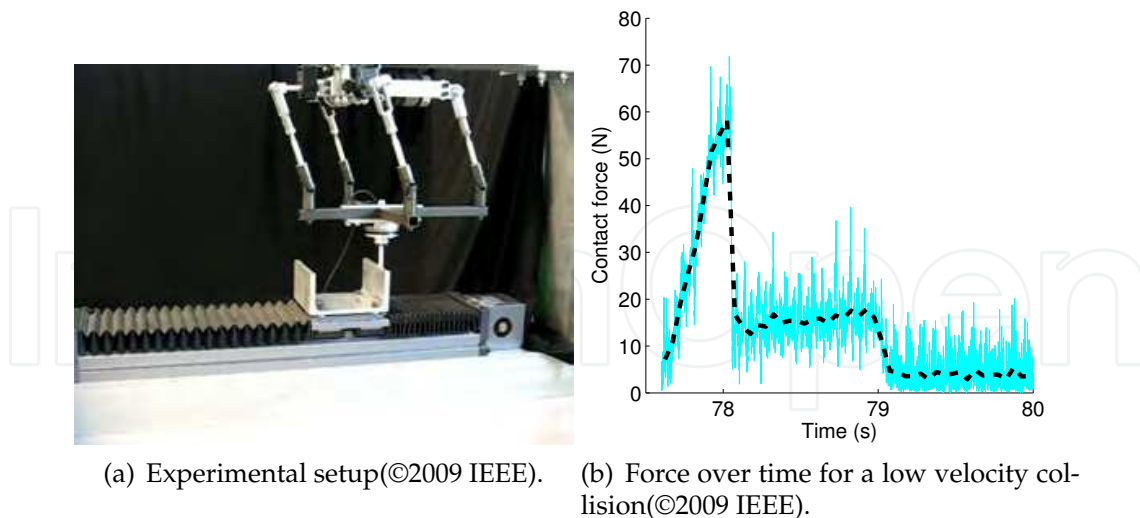 80
70
60
50
40
30
20
10
0
Contact force (N)
78
79
80
Time (s)
InTechOpen
(a) Experimental setup(©2009 IEEE).
(b) Force over time for a low velocity col-
lision(©2009 IEEE).